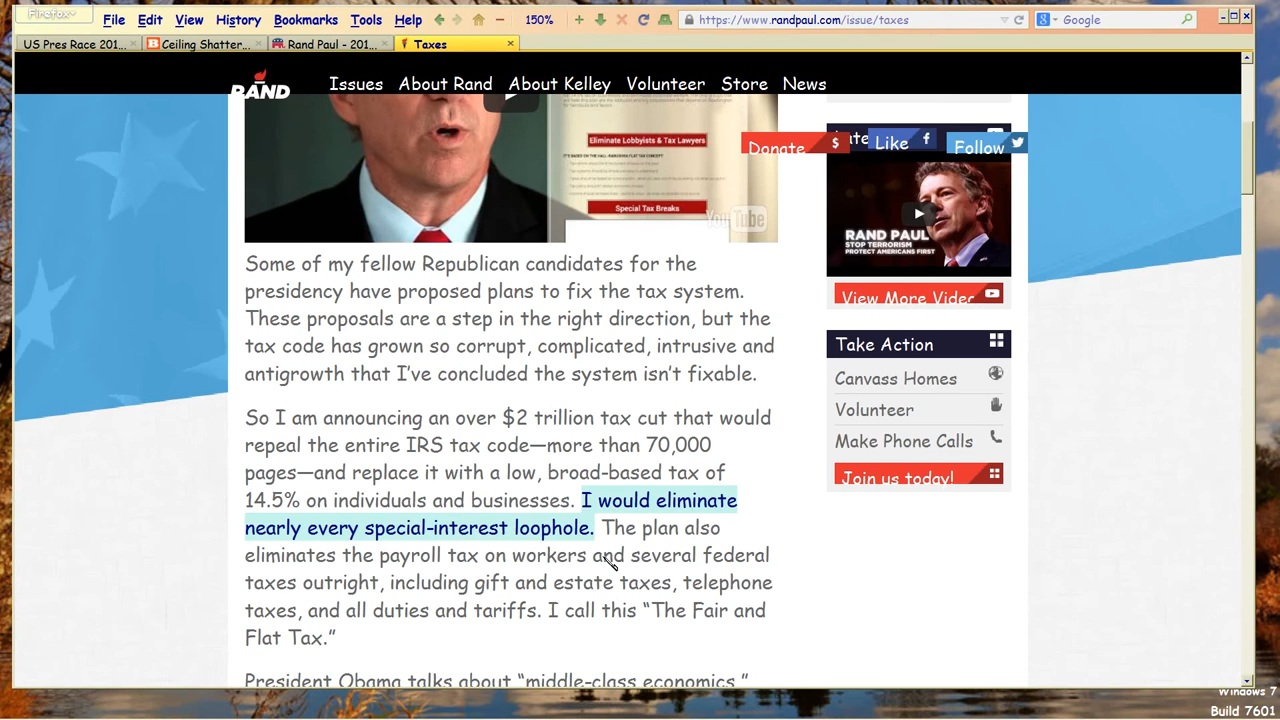 Firefox
File Edit View History Bookmarks Tools Help
150%
https://www.randpaul.com/issue/taxes
Google
US Pres Race 201...
Ceiling Shatter...
Rand Paul - 201...
Taxes
RAND
Issues About Rand About Kelley Volunteer Store News
Eliminate Lobbyists & Tax Lawyers
Special Tax Breaks
YouTube
Donate $
Like
Follow
RAND PAUL
STOP TERRORISM
PROTECT AMERICANS FIRST
View More Video
Take Action
Canvass Homes
Volunteer
Make Phone Calls
Join us today!
Some of my fellow Republican candidates for the
presidency have proposed plans to fix the tax system.
These proposals are a step in the right direction, but the
tax code has grown so corrupt, complicated, intrusive and
antigrowth that I've concluded the system isn't fixable.
So I am announcing an over $2 trillion tax cut that would
repeal the entire IRS tax code—more than 70,000
pages—and replace it with a low, broad-based tax of
14.5% on individuals and businesses. I would eliminate
nearly every special-interest loophole. The plan also
eliminates the payroll tax on workers and several federal
taxes outright, including gift and estate taxes, telephone
taxes, and all duties and tariffs. I call this “The Fair and
Flat Tax.”
President Obama talks about “middle-class economics,”
Windows 7
Build 7601